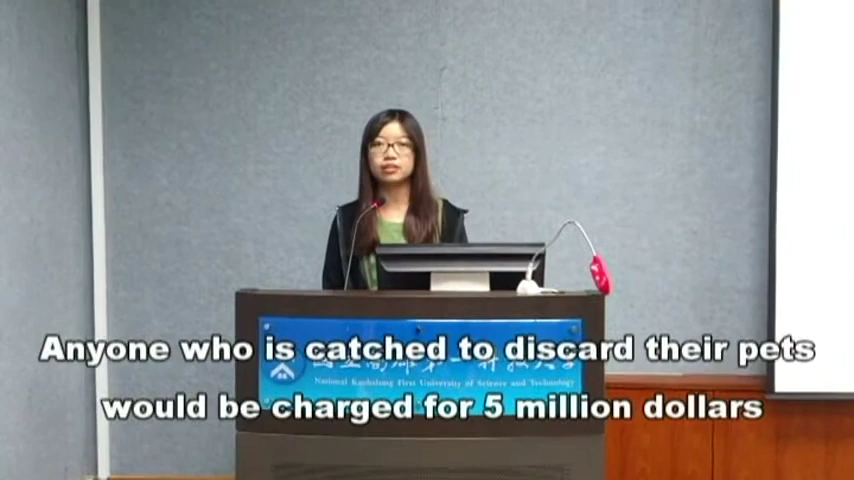 Anyone who is catched to discard their pets
National Kaohsiung First University of Science and Technology
would be charged for 5 million dollars